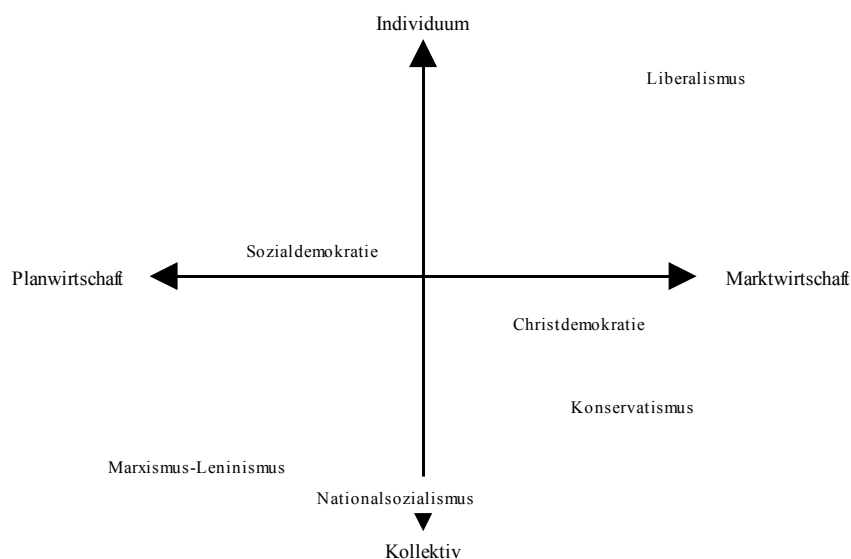 Individuum
Liberalismus
Sozialdemokratie
Planwirtschaft
Marktwirtschaft
Christdemokratie
Konservatismus
Marxismus-Leninismus
Nationalsozialismus
Kollektiv